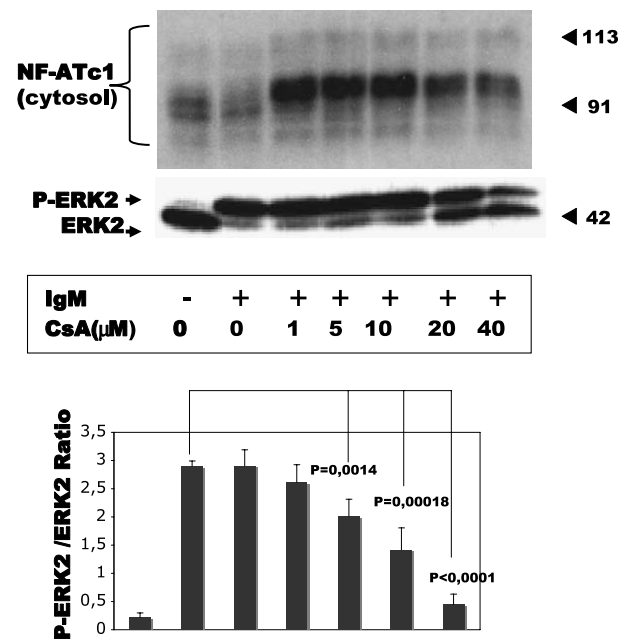 NF-ATc1
(cytosol)
◄113
◄ 91
P-ERK2
ERK2
◄ 42
IgM - + + + + + +
CsA(μM) 0 0 1 5 10 20 40
P-ERK2 /ERK2 Ratio
3,5
3
2,5
2
1,5
1
0,5
0
P=0,0014
P=0,00018
P<0,0001